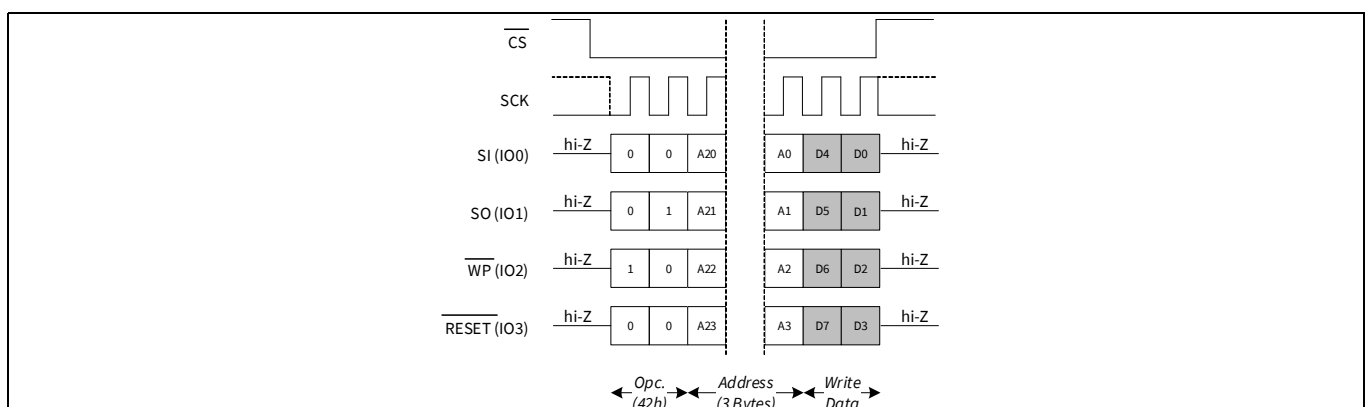 CS
SCK
SI (IO0) hi-Z 0 0 A20 A0 D4 D0 hi-Z
SO (IO1) hi-Z 0 1 A21 A1 D5 D1 hi-Z
WP (IO2) hi-Z 1 0 A22 A2 D6 D2 hi-Z
RESET (IO3) hi-Z 0 0 A23 A3 D7 D3 hi-Z
Opc. Address Write
(42h) (3 Bytes) Data